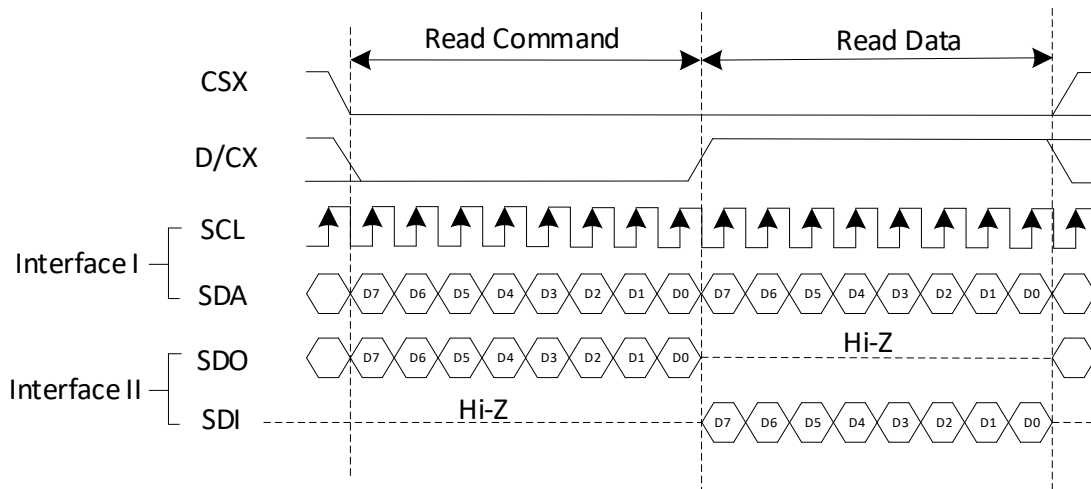 Read Command Read Data
CSX
D/CX
SCL
Interface I
SDA D7 D6 D5 D4 D3 D2 D1 D0 D7 D6 D5 D4 D3 D2 D1 D0
SDO D7 D6 D5 D4 D3 D2 D1 D0 Hi-Z
Interface II
SDI Hi-Z D7 D6 D5 D4 D3 D2 D1 D0